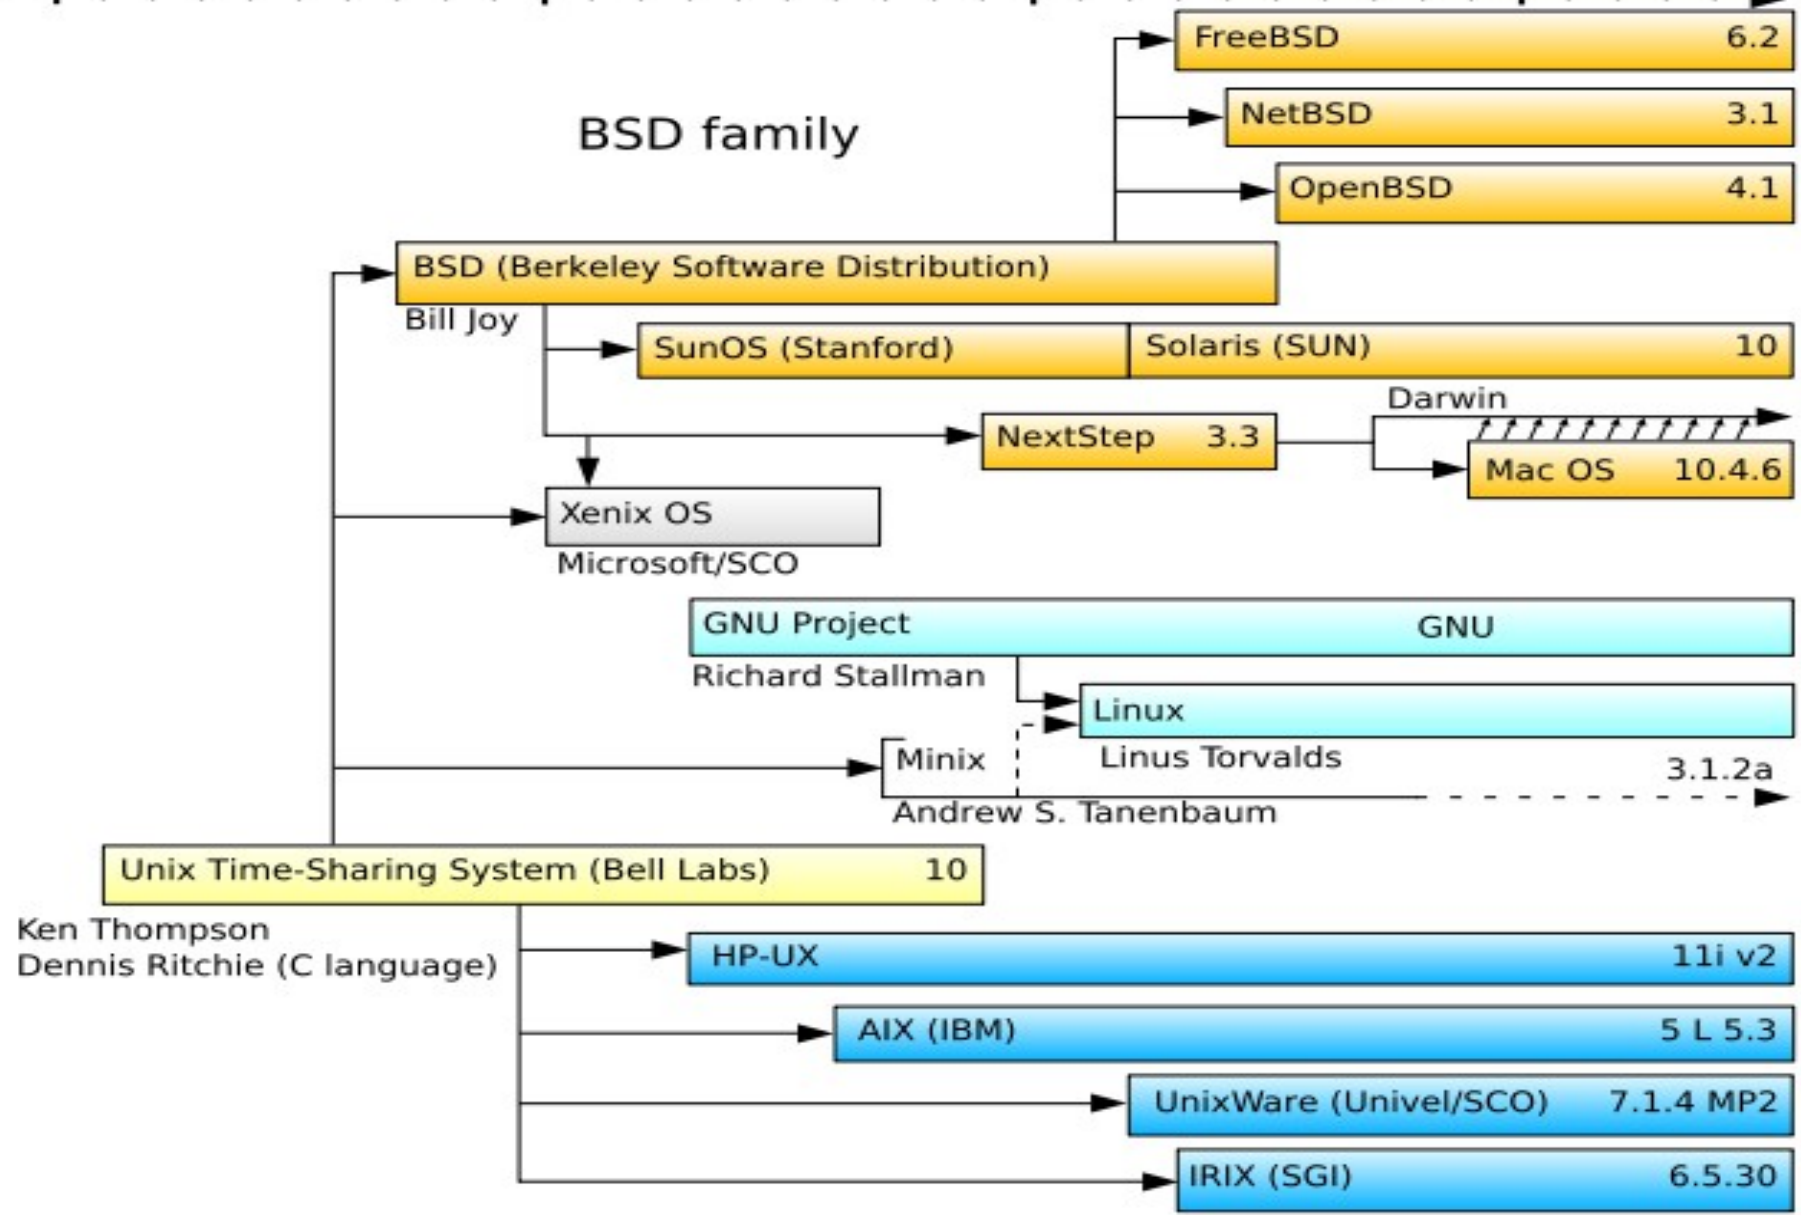 FreeBSD 6.2
NetBSD 3.1
BSD family
OpenBSD 4.1
BSD (Berkeley Software Distribution)
Bill Joy
SunOS (Stanford) Solaris (SUN) 10
Darwin
NextStep 3.3
Mac OS 10.4.6
Xenix OS
Microsoft/SCO
GNU Project GNU
Richard Stallman
Linux
Minix
Linus Torvalds
3.1.2a
Andrew S. Tanenbaum
Unix Time-Sharing System (Bell Labs) 10
Ken Thompson
Dennis Ritchie (C language)
HP-UX 11i v2
AIX (IBM) 5 L 5.3
UnixWare (Univel/SCO) 7.1.4 MP2
IRIX (SGI) 6.5.30